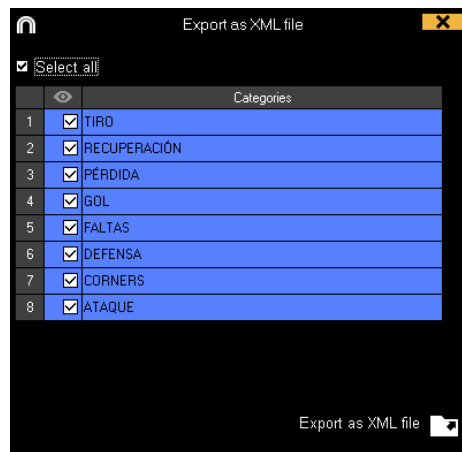 Export as XML file
Select all
Categories
1 TIRO
2 RECUPERACIÓN
3 PÉRDIDA
4 GOL
5 FALTAS
6 DEFENSA
7 CORNERS
8 ATAQUE
Export as XML file